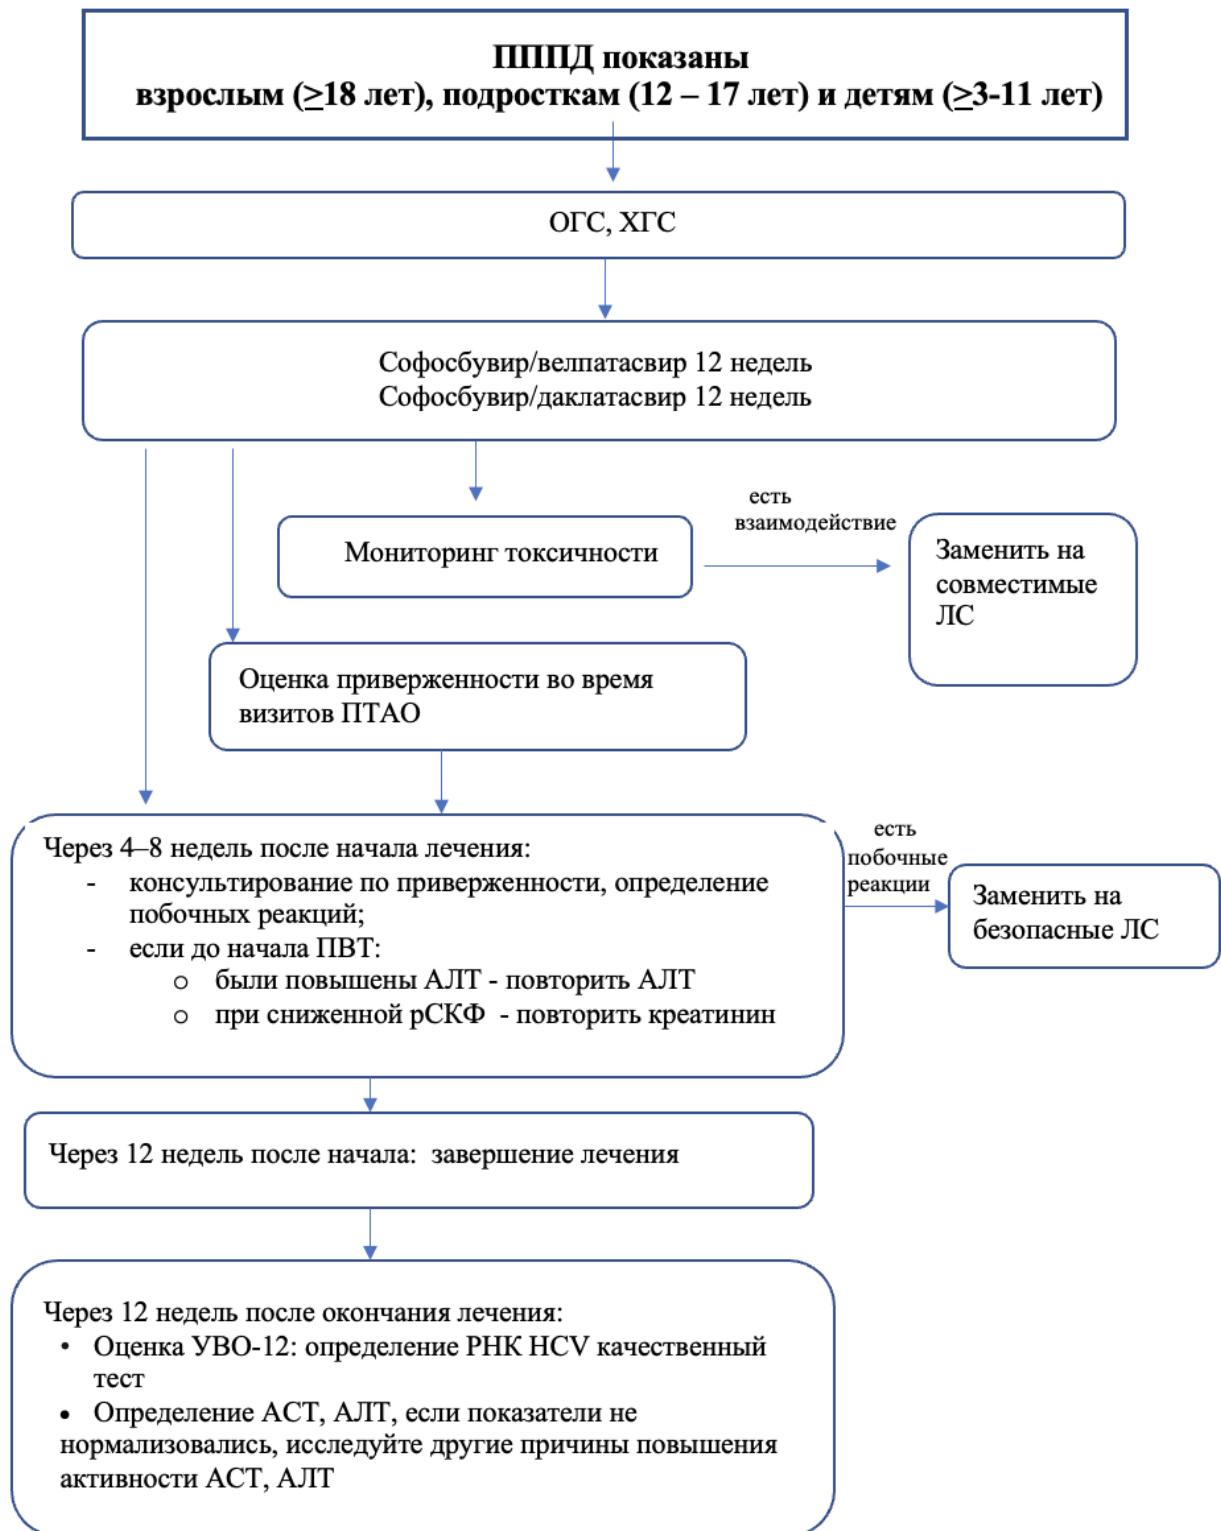 ПППД показаны
взрослым (≥18 лет), подросткам (12 – 17 лет) и детям (≥3-11 лет)
ОГС, ХГС
Софосбувир/велпатасвир 12 недель
Софосбувир/даклатасвир 12 недель
Мониторинг токсичности
есть
взаимодействие
Заменить на
совместимые
ЛС
Оценка приверженности во время
визитов ПТАО
Через 4–8 недель после начала лечения:
- консультирование по приверженности, определение
побочных реакций;
- если до начала ПВТ:
o были повышены АЛТ - повторить АЛТ
o при сниженной рСКФ - повторить креатинин
есть
побочные
реакции
Заменить на
безопасные ЛС
Через 12 недель после начала: завершение лечения
Через 12 недель после окончания лечения:
• Оценка УВО-12: определение РНК HCV качественный
тест
• Определение АСТ, АЛТ, если показатели не
нормализовались, исследуйте другие причины повышения
активности АСТ, АЛТ